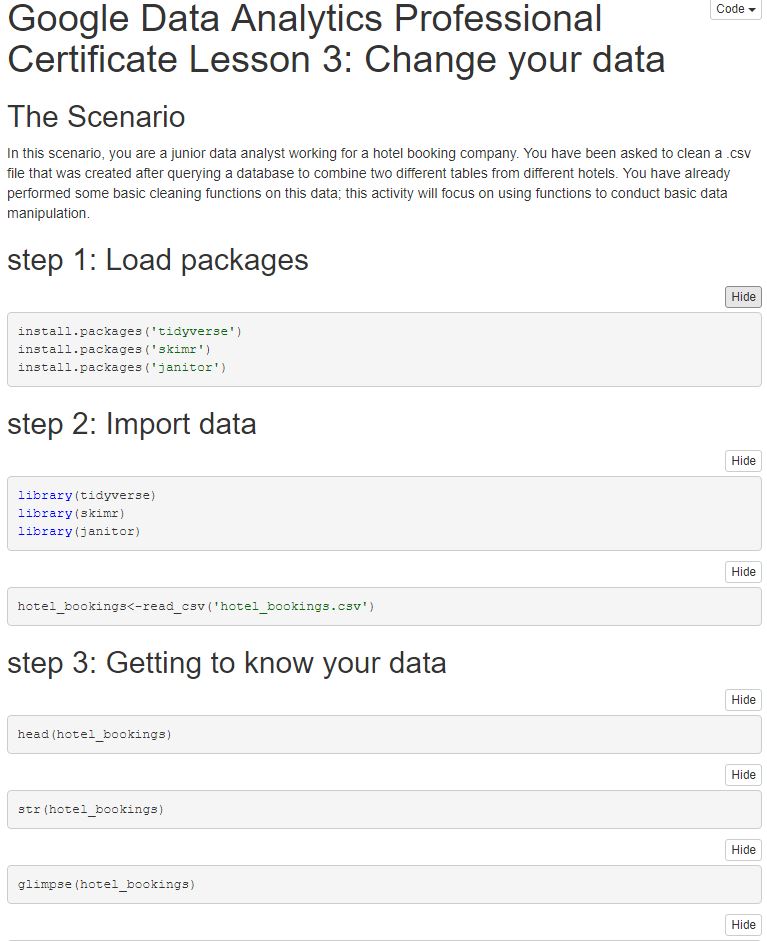 Code
Google Data Analytics Professional
Certificate Lesson 3: Change your data
The Scenario
In this scenario, you are a junior data analyst working for a hotel booking company. You have been asked to clean a .csv
file that was created after querying a database to combine two different tables from different hotels. You have already
performed some basic cleaning functions on this data; this activity will focus on using functions to conduct basic data
manipulation.
step 1: Load packages
Hide
install.packages('tidyverse')
install.packages('skimr')
install.packages('janitor')
step 2: Import data
Hide
library(tidyverse)
library(skimr)
library(janitor)
Hide
hotel_bookings<-read_csv('hotel_bookings.csv')
step 3: Getting to know your data
Hide
head(hotel_bookings)
Hide
str(hotel_bookings)
Hide
glimpse(hotel_bookings)
Hide